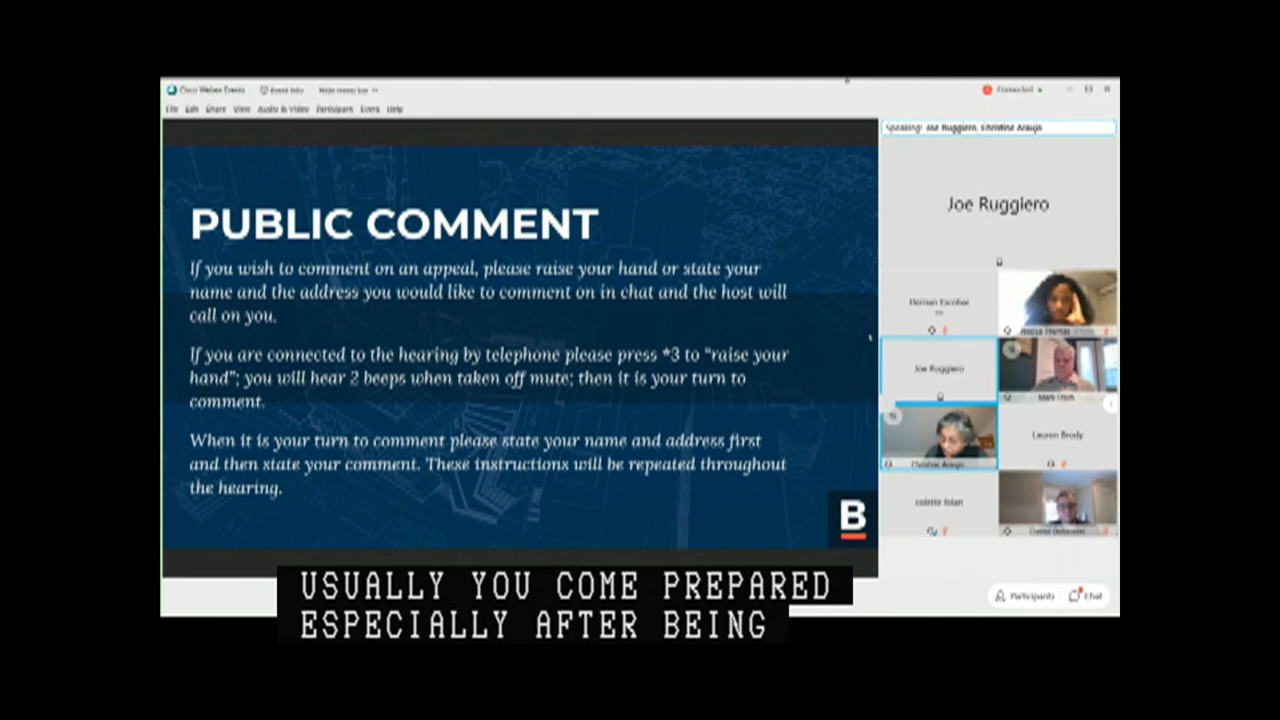 Cisco Webex Events Event Info Hide menu bar Connected
File Edit Share View Audio & Video Participant Event Help
Speaking: Joe Ruggiero, Christine Araujo
Joe Ruggiero
PUBLIC COMMENT
If you wish to comment on an appeal, please raise your hand or state your
name and the address you would like to comment on in chat and the host will
call on you.
If you are connected to the hearing by telephone please press *3 to "raise your
hand"; you will hear 2 beeps when taken off mute; then it is your turn to
comment.
When it is your turn to comment please state your name and address first
and then state your comment. These instructions will be repeated throughout
the hearing.
B
Hernan Escobar
Joe Ruggiero
Christine Araujo
Lauren Brody
Participants Chat
USUALLY YOU COME PREPARED
ESPECIALLY AFTER BEING